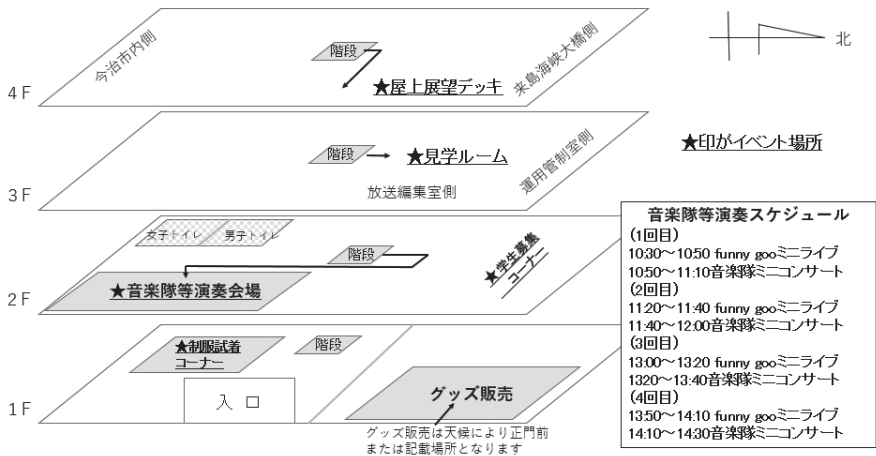 今治市内側
階段
★屋上展望デッキ
来島海峡大橋側
4F
北
階段
★見学ルーム
放送編集室側
運用管制室側
3F
★印がイベント場所
女子トイレ
男子トイレ
階段
★学生募集
コーナー
★音楽隊等演奏会場
2F
★制服試着
コーナー
階段
入 口
グッズ販売
1F
グッズ販売は天候により正門前
または記載場所となります
音楽隊等演奏スケジュール
(1回目)
10:30～10:50 funny gooミニライブ
10:50～11:10音楽隊ミニコンサート
(2回目)
11:20～11:40 funny gooミニライブ
11:40～12:00音楽隊ミニコンサート
(3回目)
13:00～13:20 funny gooミニライブ
1320～13:40音楽隊ミニコンサート
(4回目)
13:50～14:10 funny gooミニライブ
14:10～14:30音楽隊ミニコンサート